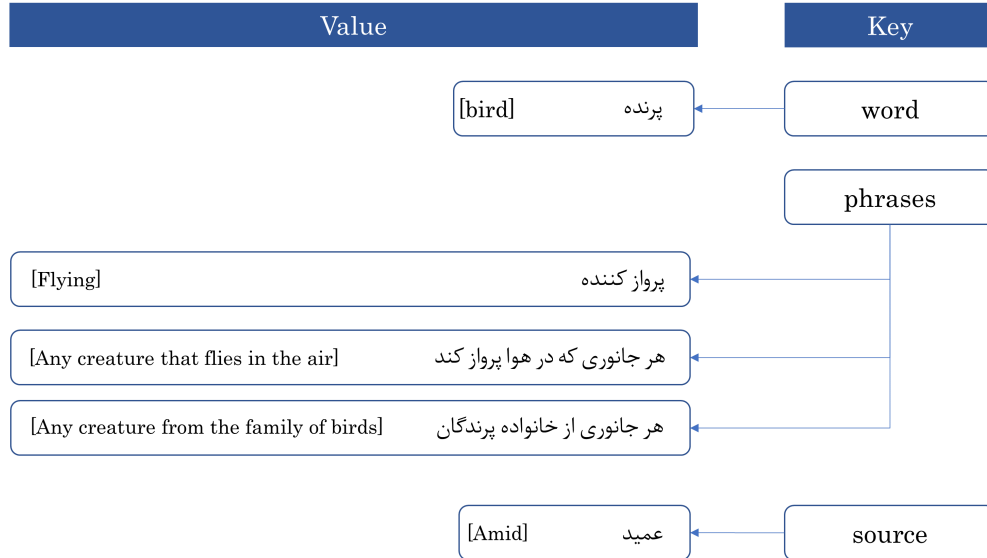 Value Key
[bird] پرنده word
phrases
[Flying] پرواز کننده
[Any creature that flies in the air] هر جانوری که در هوا پرواز کند
[Any creature from the family of birds] هر جانوری از خانواده پرندگان
[Amid] عمید source